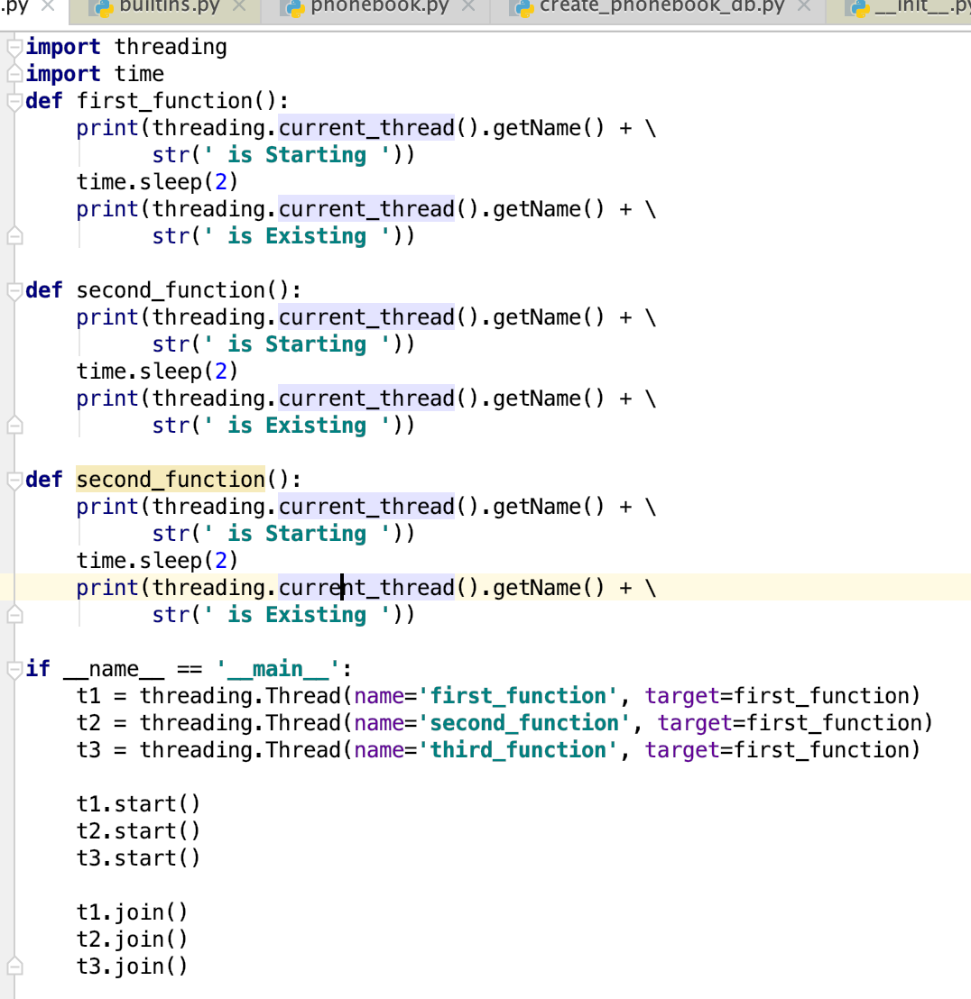 .py builtins.py phonebook.py create_phonebook_db.py __init__.py
import threading
import time
def first_function():
    print(threading.current_thread().getName() + \
          str(' is Starting '))
    time.sleep(2)
    print(threading.current_thread().getName() + \
          str(' is Existing '))

def second_function():
    print(threading.current_thread().getName() + \
          str(' is Starting '))
    time.sleep(2)
    print(threading.current_thread().getName() + \
          str(' is Existing '))

def second_function():
    print(threading.current_thread().getName() + \
          str(' is Starting '))
    time.sleep(2)
    print(threading.current_thread().getName() + \
          str(' is Existing '))

if __name__ == '__main__':
    t1 = threading.Thread(name='first_function', target=first_function)
    t2 = threading.Thread(name='second_function', target=first_function)
    t3 = threading.Thread(name='third_function', target=first_function)

    t1.start()
    t2.start()
    t3.start()

    t1.join()
    t2.join()
    t3.join()